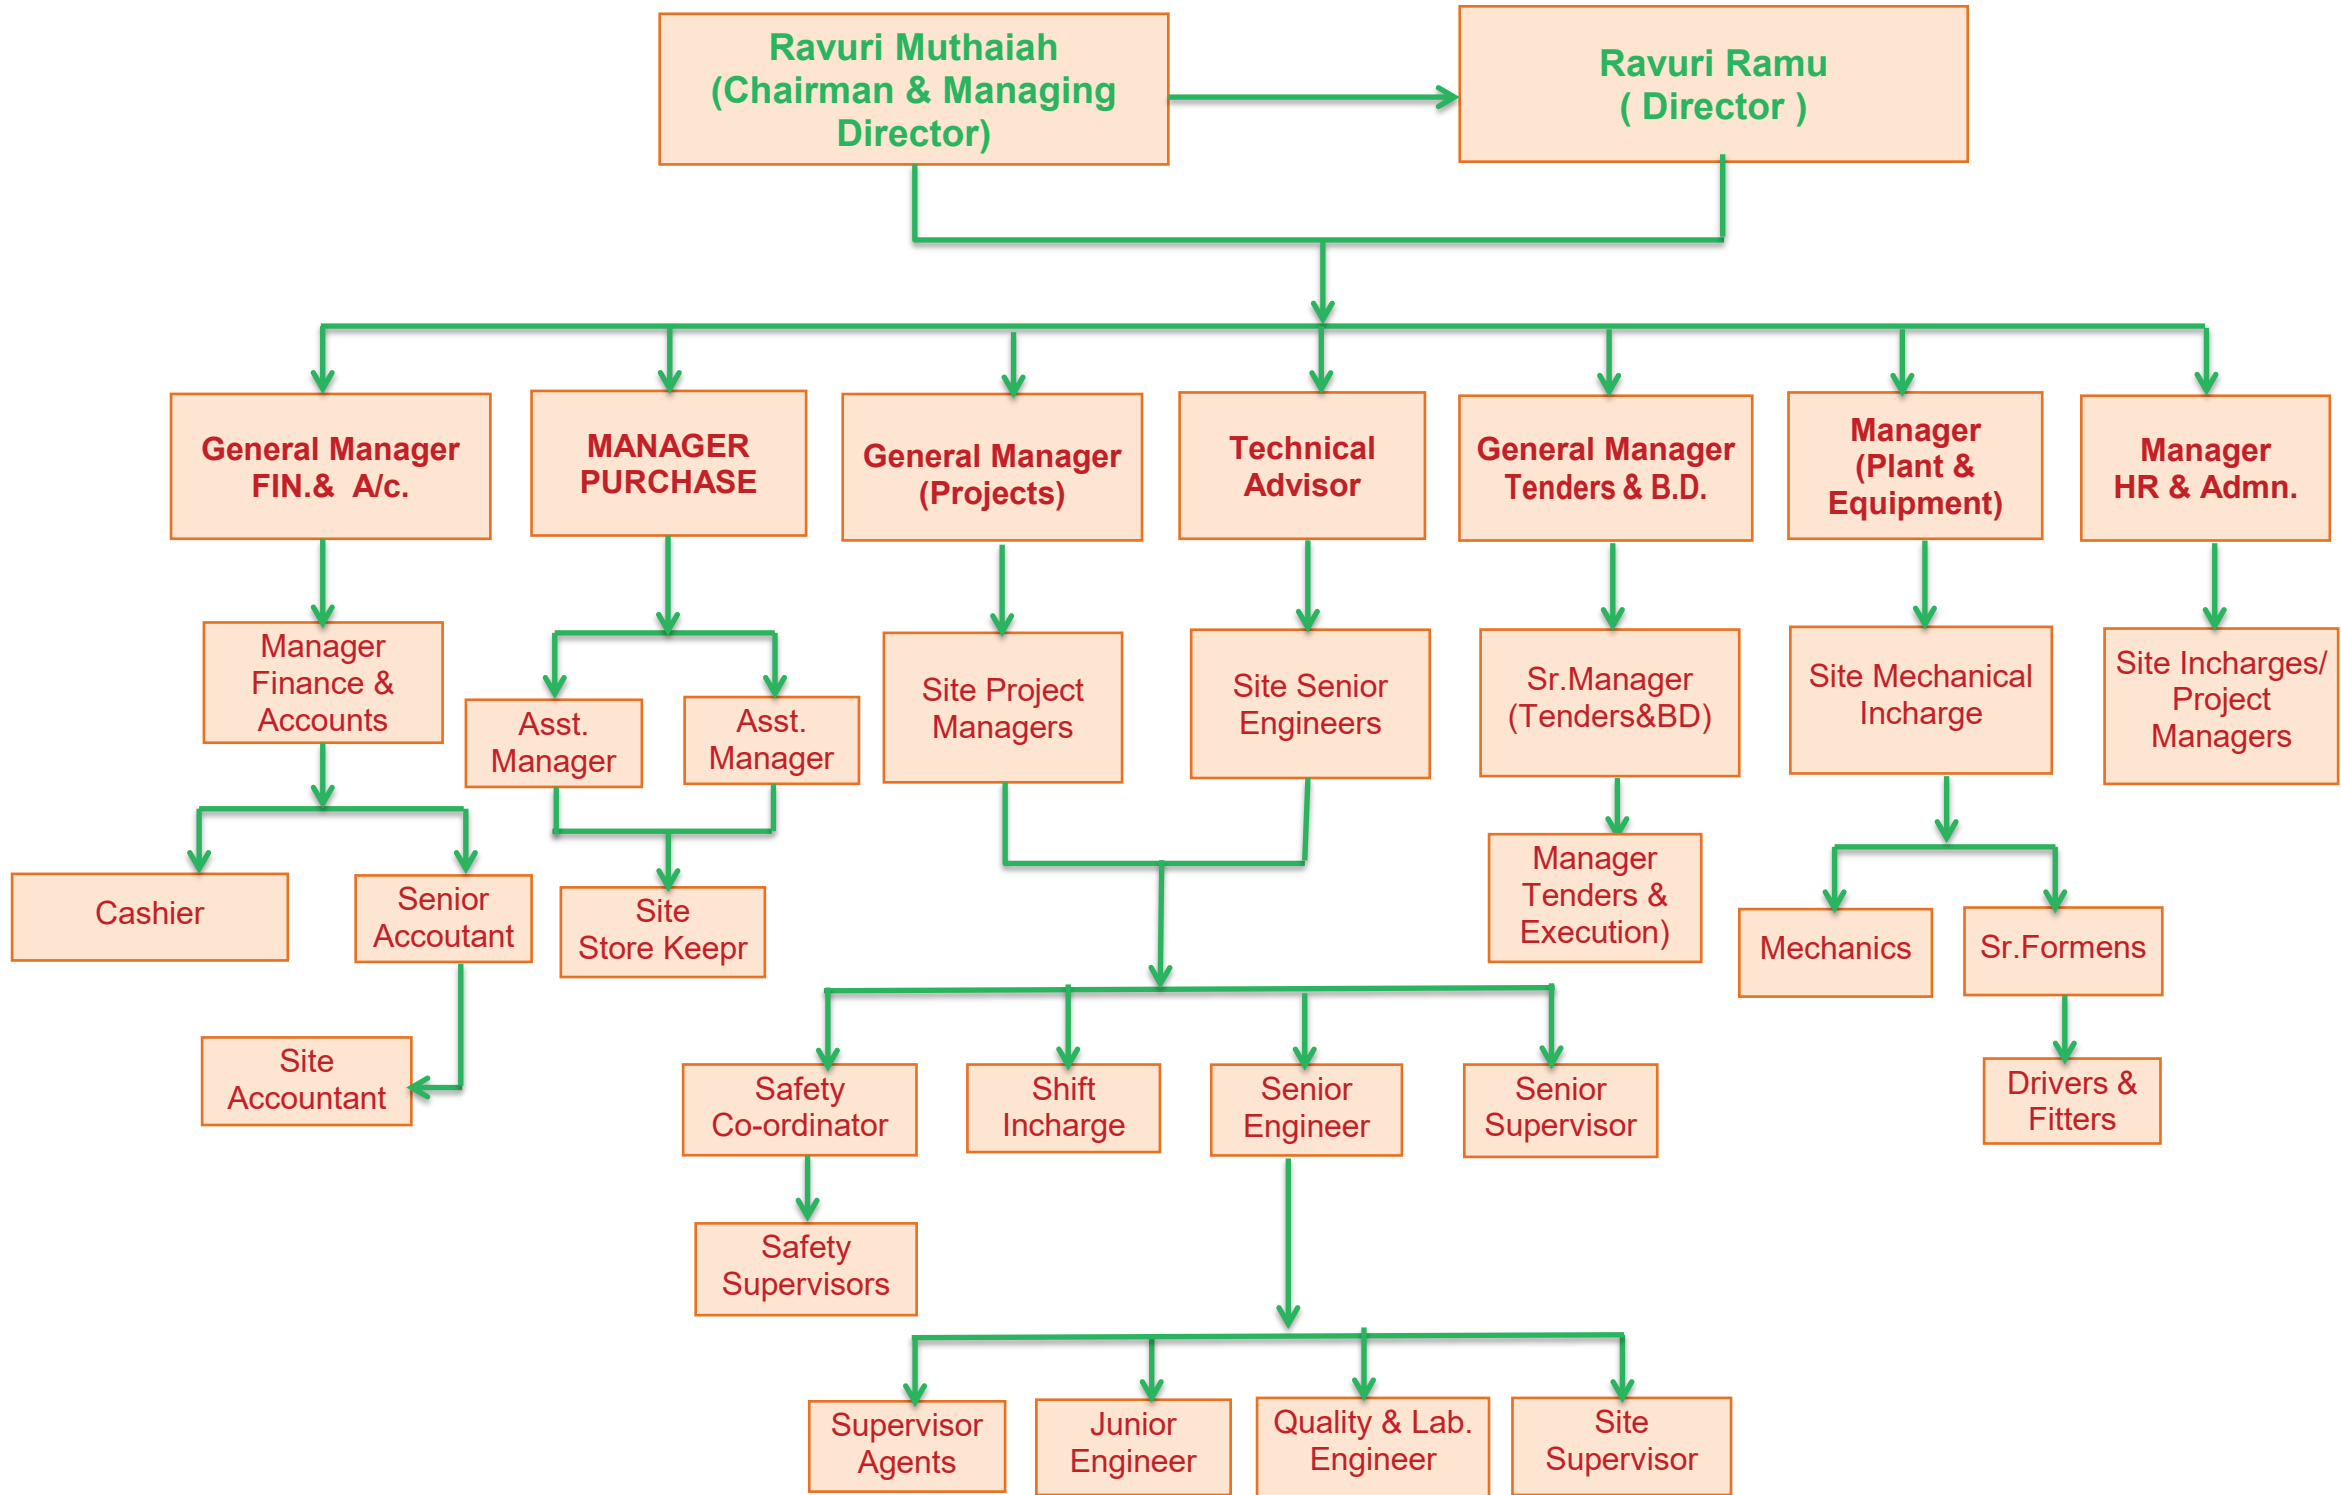 Ravuri Muthaiah
(Chairman & Managing
Director)
Ravuri Ramu
( Director )
General Manager
FIN.& A/c.
MANAGER
PURCHASE
General Manager
(Projects)
Technical
Advisor
General Manager
Tenders & B.D.
Manager
(Plant &
Equipment)
Manager
HR & Admn.
Manager
Finance &
Accounts
Asst.
Manager
Asst.
Manager
Site Project
Managers
Site Senior
Engineers
Sr.Manager
(Tenders&BD)
Site Mechanical
Incharge
Site Incharges/
Project
Managers
Cashier
Senior
Accoutant
Site
Store Keepr
Manager
Tenders &
Execution)
Mechanics
Sr.Formens
Site
Accountant
Safety
Co-ordinator
Shift
Incharge
Senior
Engineer
Senior
Supervisor
Drivers &
Fitters
Safety
Supervisors
Supervisor
Agents
Junior
Engineer
Quality & Lab.
Engineer
Site
Supervisor